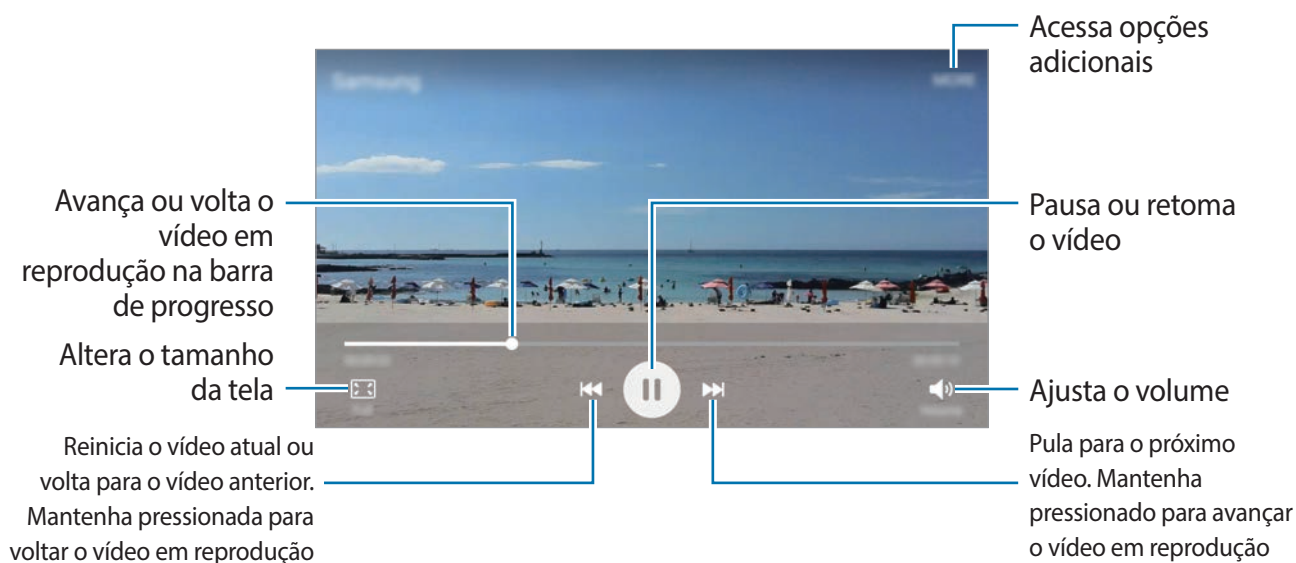 Acessa opções
adicionais
Samsung
MORE
Avança ou volta o
vídeo em
reprodução na barra
de progresso
Pausa ou retoma
o vídeo
Altera o tamanho
da tela
Ajusta o volume
Reinicia o vídeo atual ou
volta para o vídeo anterior.
Mantenha pressionada para
voltar o vídeo em reprodução
Pula para o próximo
vídeo. Mantenha
pressionado para avançar
o vídeo em reprodução